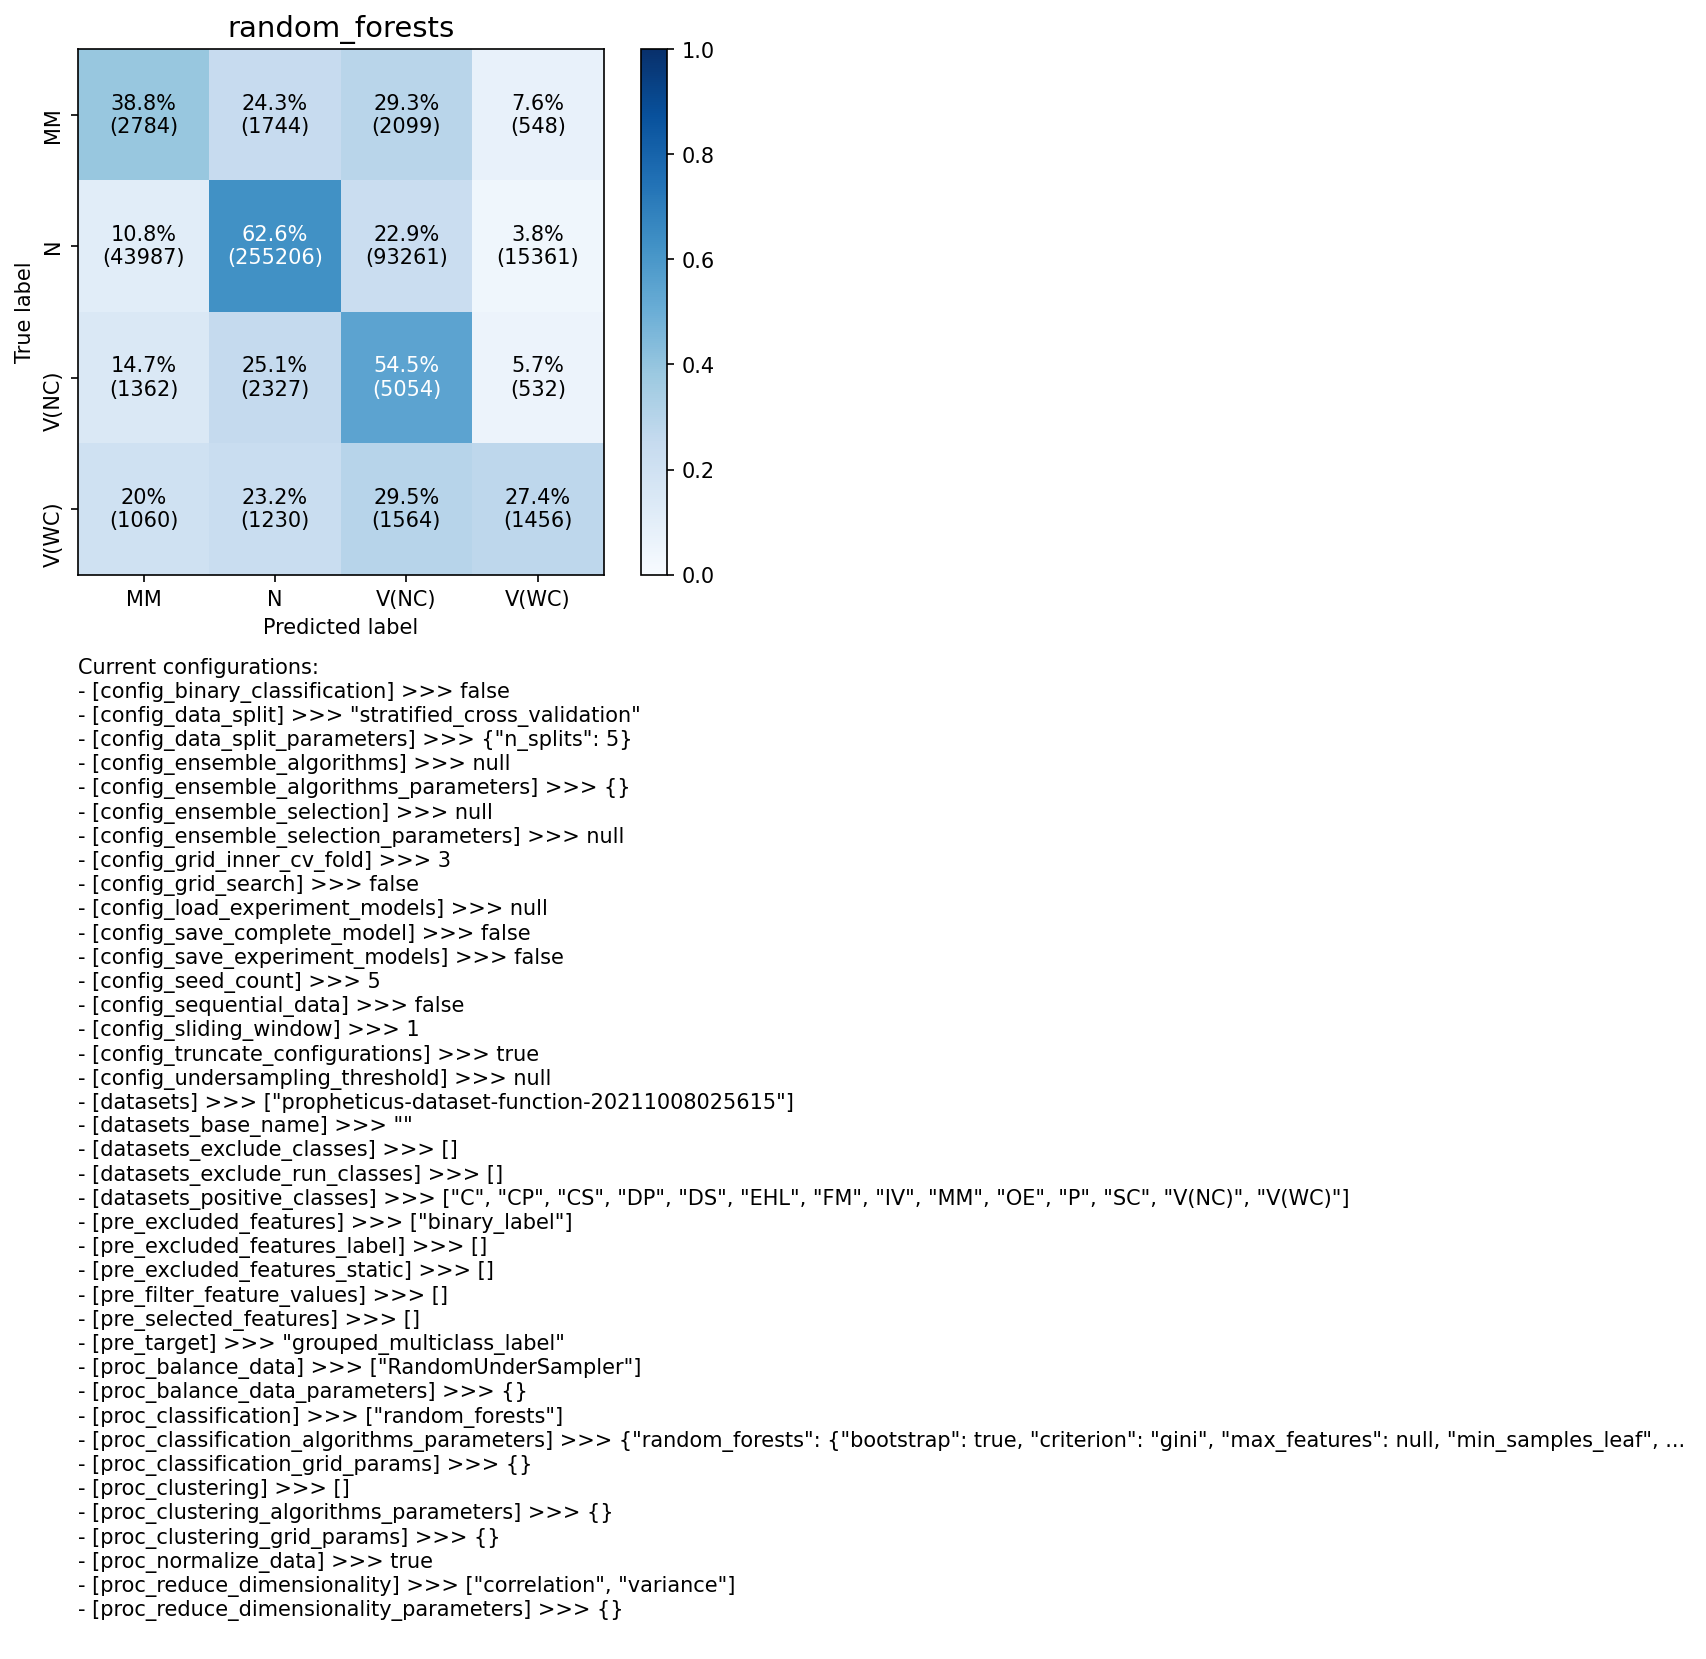 random_forests
38.8% 24.3% 29.3% 7.6%
(2784) (1744) (2099) (548)
10.8% 62.6% 22.9% 3.8%
(43987) (255206) (93261) (15361)
14.7% 25.1% 54.5% 5.7%
(1362) (2327) (5054) (532)
20% 23.2% 29.5% 27.4%
(1060) (1230) (1564) (1456)
MM
N
V(NC)
V(WC)
True label
MM N V(NC) V(WC)
Predicted label
1.0
0.8
0.6
0.4
0.2
0.0
Current configurations:
- [config_binary_classification] >>> false
- [config_data_split] >>> "stratified_cross_validation"
- [config_data_split_parameters] >>> {"n_splits": 5}
- [config_ensemble_algorithms] >>> null
- [config_ensemble_algorithms_parameters] >>> {}
- [config_ensemble_selection] >>> null
- [config_ensemble_selection_parameters] >>> null
- [config_grid_inner_cv_fold] >>> 3
- [config_grid_search] >>> false
- [config_load_experiment_models] >>> null
- [config_save_complete_model] >>> false
- [config_save_experiment_models] >>> false
- [config_seed_count] >>> 5
- [config_sequential_data] >>> false
- [config_sliding_window] >>> 1
- [config_truncate_configurations] >>> true
- [config_undersampling_threshold] >>> null
- [datasets] >>> ["propheticus-dataset-function-20211008025615"]
- [datasets_base_name] >>> ""
- [datasets_exclude_classes] >>> []
- [datasets_exclude_run_classes] >>> []
- [datasets_positive_classes] >>> ["C", "CP", "CS", "DP", "DS", "EHL", "FM", "IV", "MM", "OE", "P", "SC", "V(NC)", "V(WC)"]
- [pre_excluded_features] >>> ["binary_label"]
- [pre_excluded_features_label] >>> []
- [pre_excluded_features_static] >>> []
- [pre_filter_feature_values] >>> []
- [pre_selected_features] >>> []
- [pre_target] >>> "grouped_multiclass_label"
- [proc_balance_data] >>> ["RandomUnderSampler"]
- [proc_balance_data_parameters] >>> {}
- [proc_classification] >>> ["random_forests"]
- [proc_classification_algorithms_parameters] >>> {"random_forests": {"bootstrap": true, "criterion": "gini", "max_features": null, "min_samples_leaf", ...
- [proc_classification_grid_params] >>> {}
- [proc_clustering] >>> []
- [proc_clustering_algorithms_parameters] >>> {}
- [proc_clustering_grid_params] >>> {}
- [proc_normalize_data] >>> true
- [proc_reduce_dimensionality] >>> ["correlation", "variance"]
- [proc_reduce_dimensionality_parameters] >>> {}